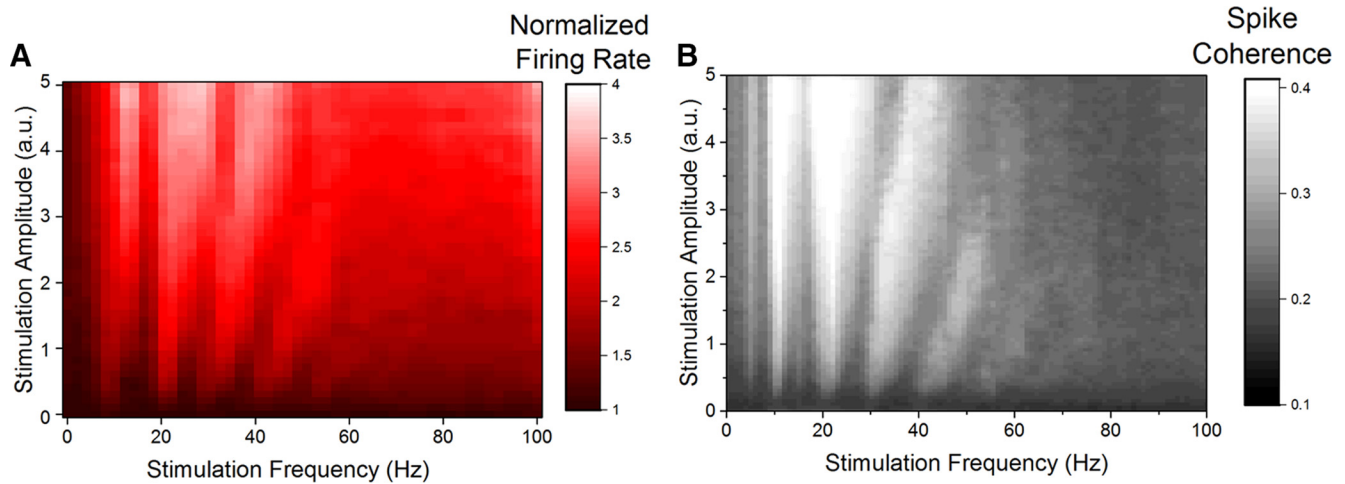 A
Normalized
Firing Rate
5
4
3
2
1
0
Stimulation Amplitude (a.u.)
0 20 40 60 80 100
Stimulation Frequency (Hz)
4
3.5
3
2.5
2
1.5
1
B
Spike
Coherence
5
4
3
2
1
0
Stimulation Amplitude (a.u.)
0 20 40 60 80 100
Stimulation Frequency (Hz)
0.4
0.3
0.2
0.1